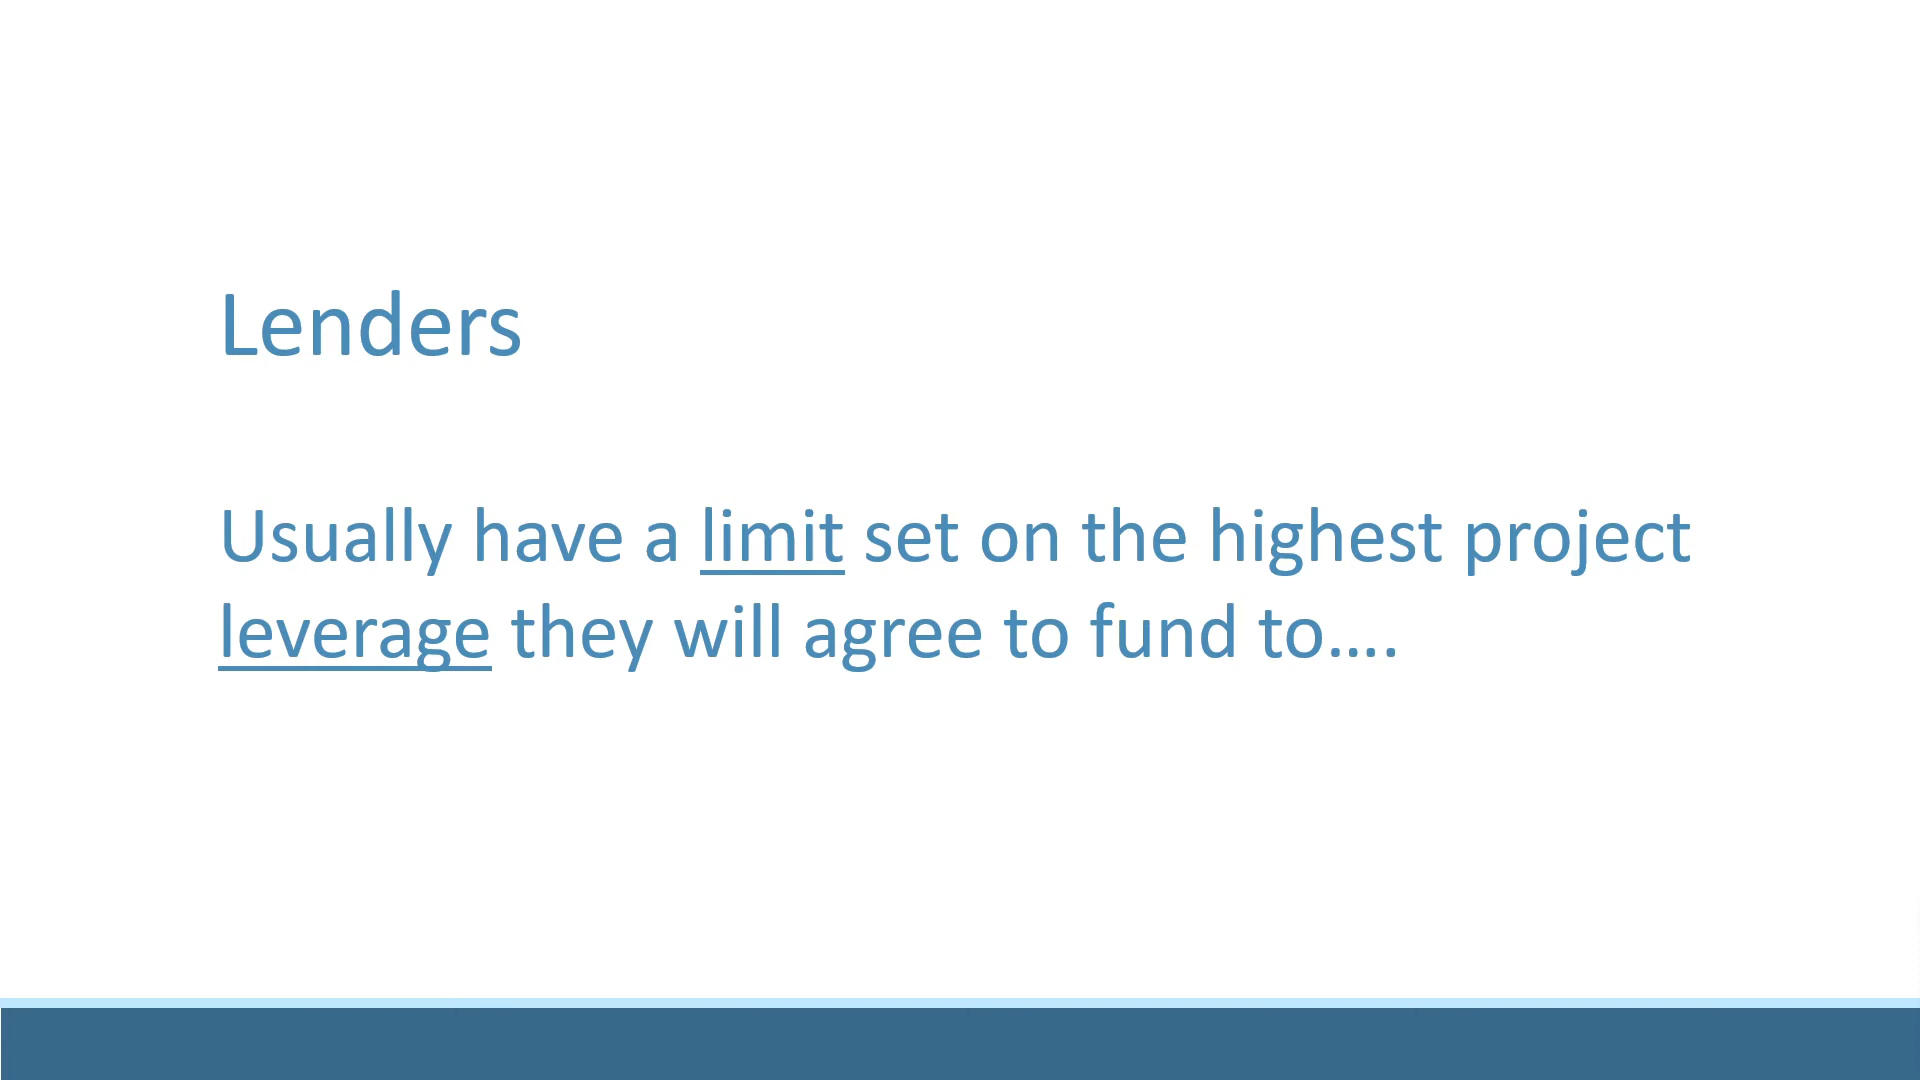 Lenders
Usually have a limit set on the highest project
leverage they will agree to fund to....